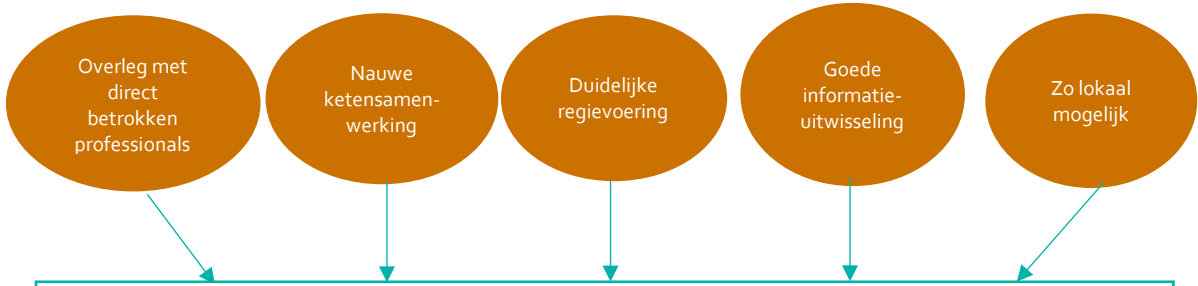 Overleg met
direct
betrokken
professionals
Nauwe
ketensamen-
werking
Duidelijke
regievoering
Goede
informatie-
uitwisseling
Zo lokaal
mogelijk